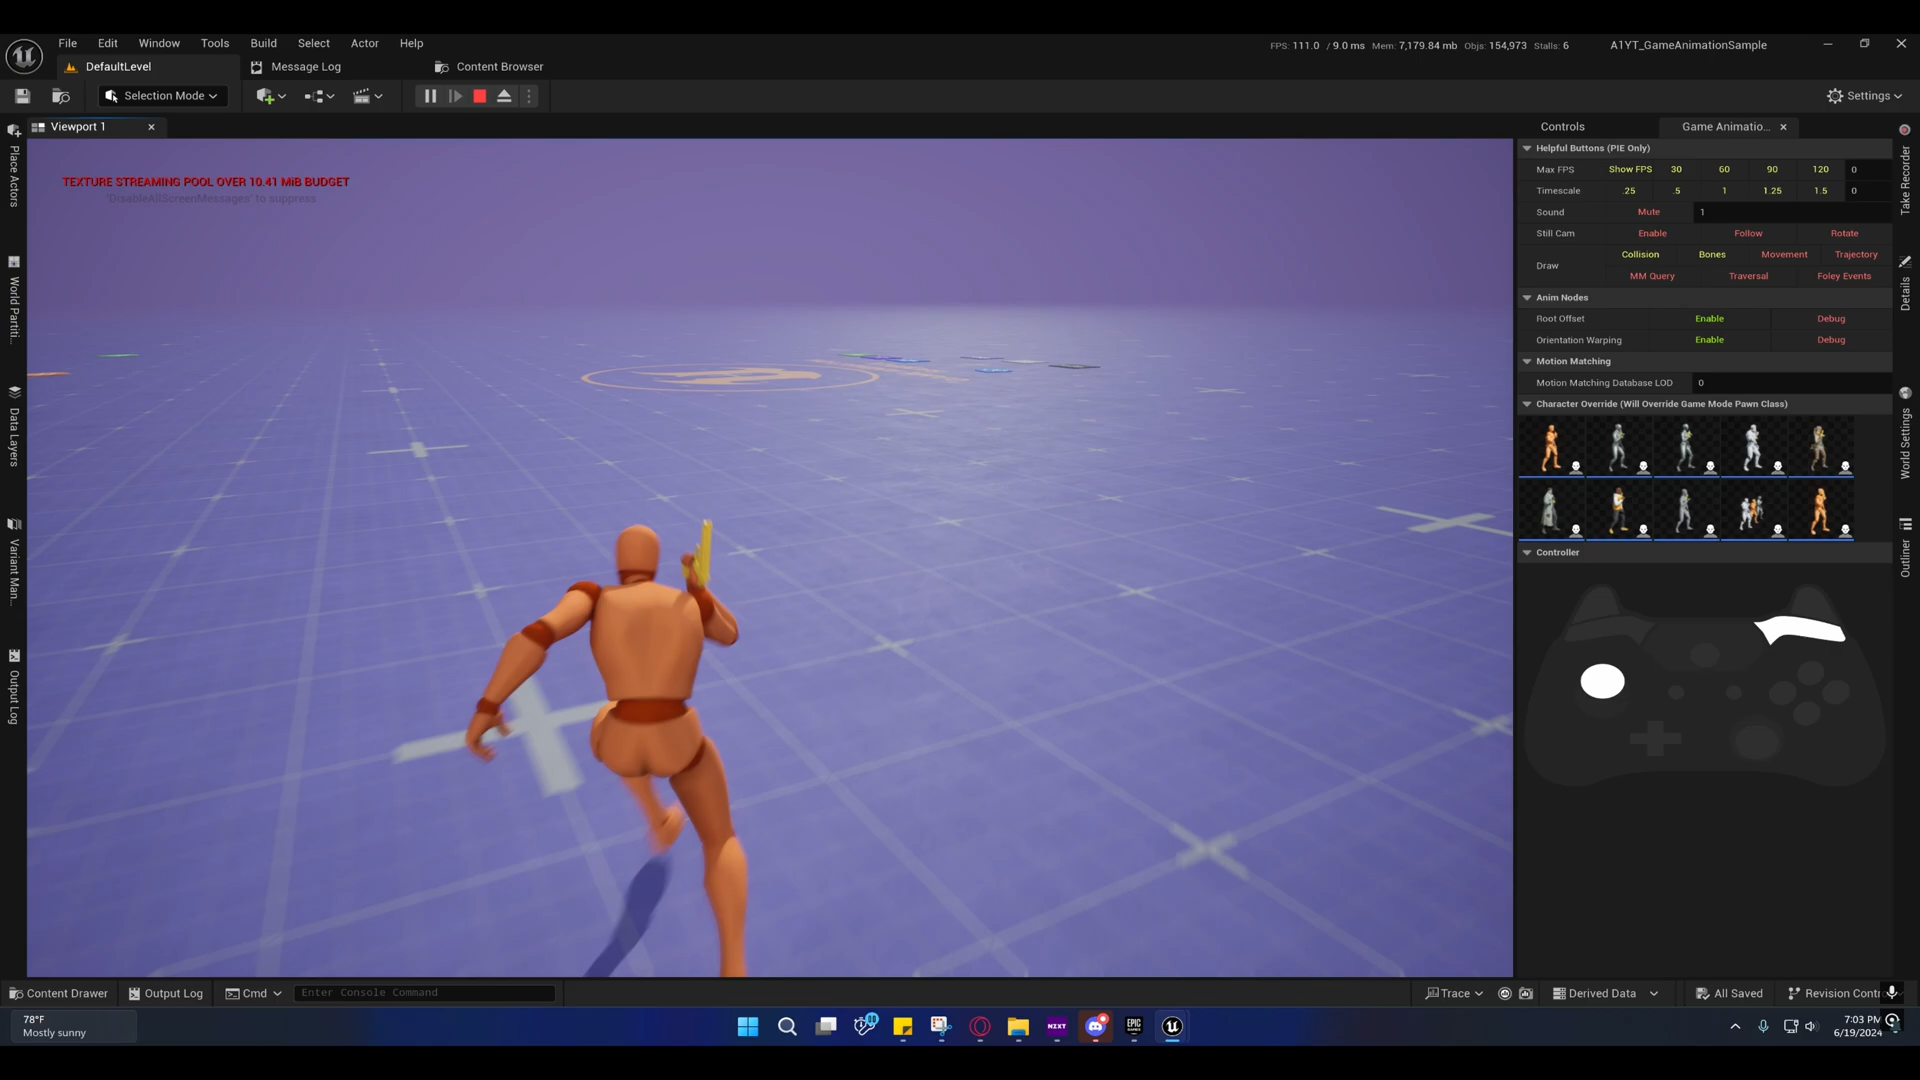 File Edit Window Tools Build Select Actor Help
FPS: 111.0 / 9.0 ms Mem: 7,179.84 mb Objs: 154,973 Stalls: 6
A1YT_GameAnimationSample
DefaultLevel
Message Log
Content Browser
Selection Mode
Settings
Viewport 1
Controls
Game Animatio...
TEXTURE STREAMING POOL OVER 10.41 MiB BUDGET
'DisableAllScreenMessages' to suppress
Place Actors
World Partiti...
Data Layers
Variant Man...
Output Log
Helpful Buttons (PIE Only)
Max FPS Show FPS 30 60 90 120 0
Timescale .25 .5 1 1.25 1.5 0
Sound Mute 1
Still Cam Enable Follow Rotate
Draw Collision Bones Movement Trajectory
MM Query Traversal Foley Events
Anim Nodes
Root Offset Enable Debug
Orientation Warping Enable Debug
Motion Matching
Motion Matching Database LOD 0
Character Override (Will Override Game Mode Pawn Class)
Controller
Take Recorder
Details
World Settings
Outliner
Content Drawer
Output Log
Cmd
Enter Console Command
Trace
Derived Data
All Saved
Revision Contr
78°F
Mostly sunny
NZXT
EPIC
GAMES
7:03 PM
6/19/2024